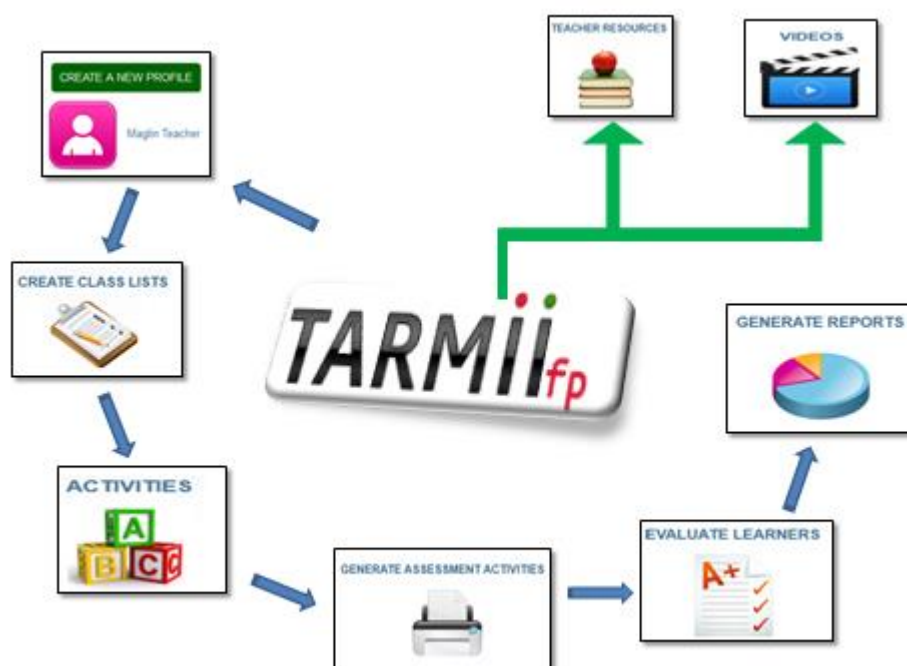 TEACHER RESOURCES
VIDEOS
CREATE A NEW PROFILE
Maglin Teacher
CREATE CLASS LISTS
TARMii fp
GENERATE REPORTS
ACTIVITIES
A
B C C
GENERATE ASSESSMENT ACTIVITIES
EVALUATE LEARNERS
A+